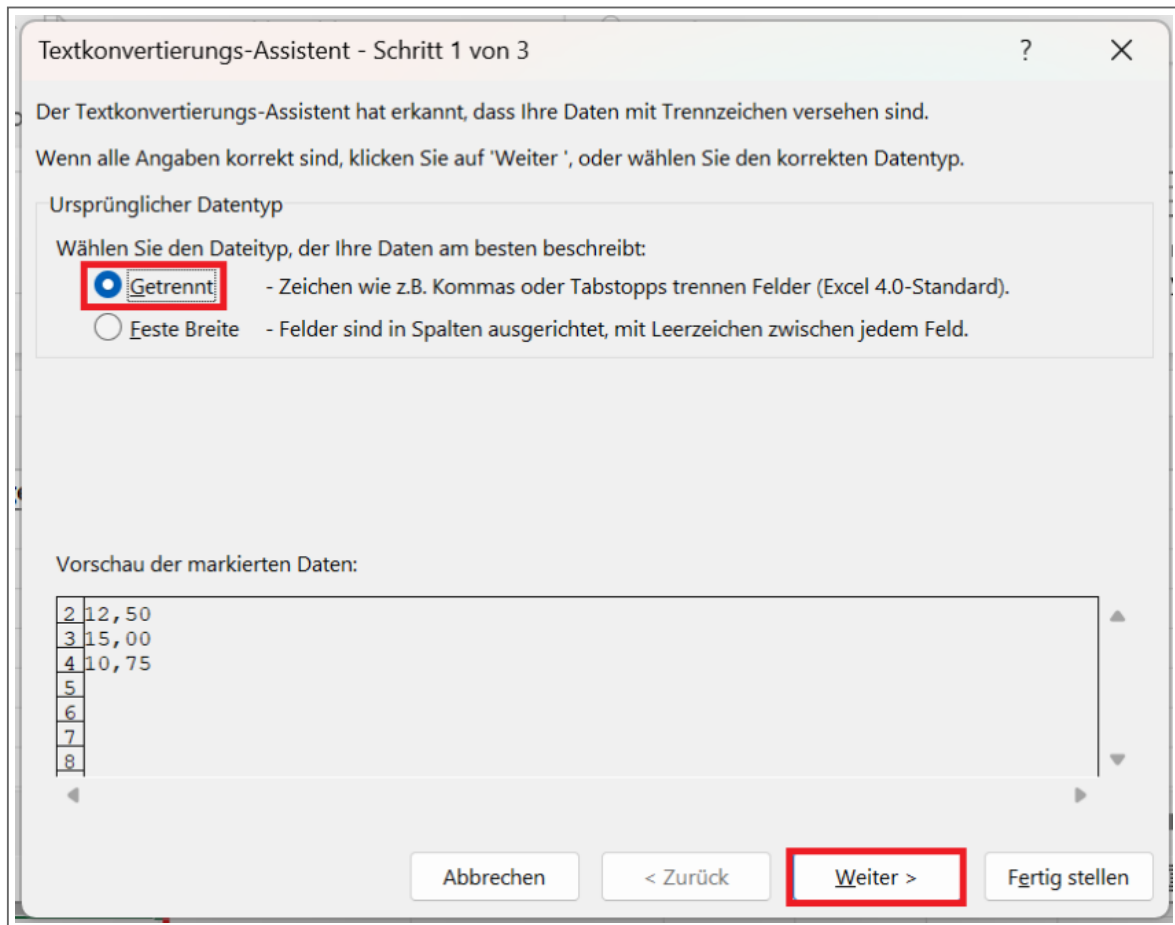 Textkonvertierungs-Assistent - Schritt 1 von 3 ?
Der Textkonvertierungs-Assistent hat erkannt, dass Ihre Daten mit Trennzeichen versehen sind.
Wenn alle Angaben korrekt sind, klicken Sie auf 'Weiter ', oder wählen Sie den korrekten Datentyp.
Ursprünglicher Datentyp
Wählen Sie den Dateityp, der Ihre Daten am besten beschreibt:
Getrennt - Zeichen wie z.B. Kommas oder Tabstopps trennen Felder (Excel 4.0-Standard).
Feste Breite - Felder sind in Spalten ausgerichtet, mit Leerzeichen zwischen jedem Feld.
Vorschau der markierten Daten:
2 12,50
3 15,00
4 10,75
5
6
7
8
Abbrechen < Zurück Weiter > Fertig stellen